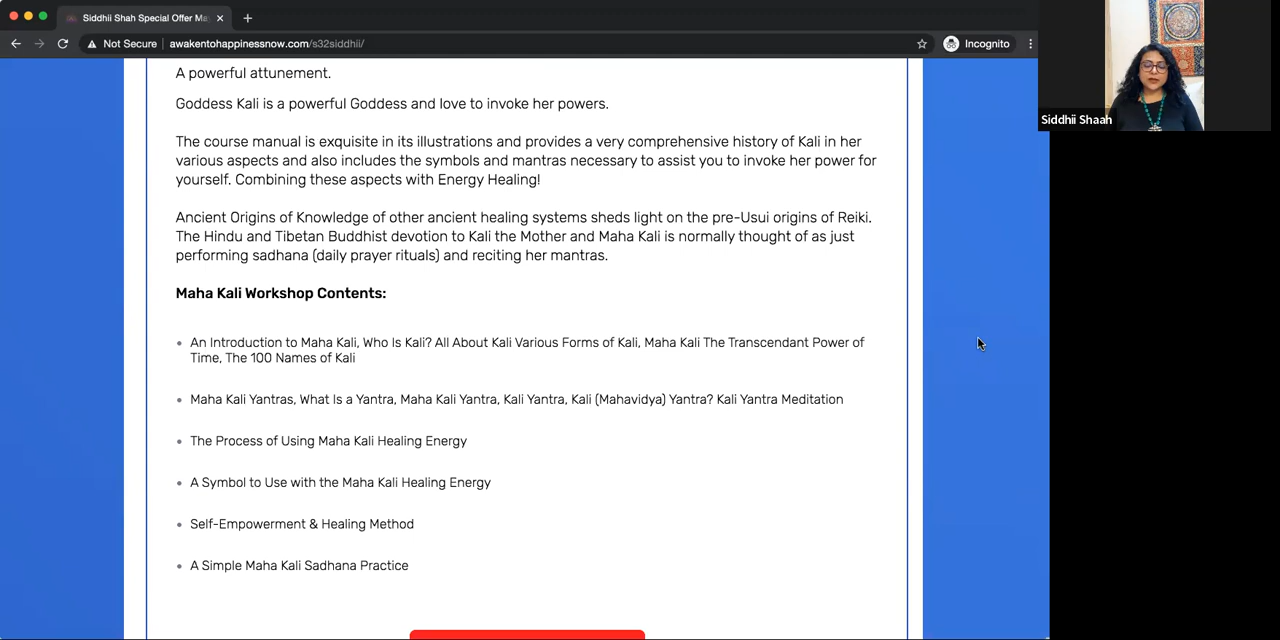 Siddhii Shah Special Offer Ma
Not Secure
awakentohappinessnow.com/s32siddhii/
Incognito
Siddhii Shaah
A powerful attunement.
Goddess Kali is a powerful Goddess and love to invoke her powers.
The course manual is exquisite in its illustrations and provides a very comprehensive history of Kali in her
various aspects and also includes the symbols and mantras necessary to assist you to invoke her power for
yourself. Combining these aspects with Energy Healing!
Ancient Origins of Knowledge of other ancient healing systems sheds light on the pre-Usui origins of Reiki.
The Hindu and Tibetan Buddhist devotion to Kali the Mother and Maha Kali is normally thought of as just
performing sadhana (daily prayer rituals) and reciting her mantras.
Maha Kali Workshop Contents:
An Introduction to Maha Kali, Who Is Kali? All About Kali Various Forms of Kali, Maha Kali The Transcendant Power of
Time, The 100 Names of Kali
Maha Kali Yantras, What Is a Yantra, Maha Kali Yantra, Kali Yantra, Kali (Mahavidya) Yantra? Kali Yantra Meditation
The Process of Using Maha Kali Healing Energy
A Symbol to Use with the Maha Kali Healing Energy
Self-Empowerment & Healing Method
A Simple Maha Kali Sadhana Practice